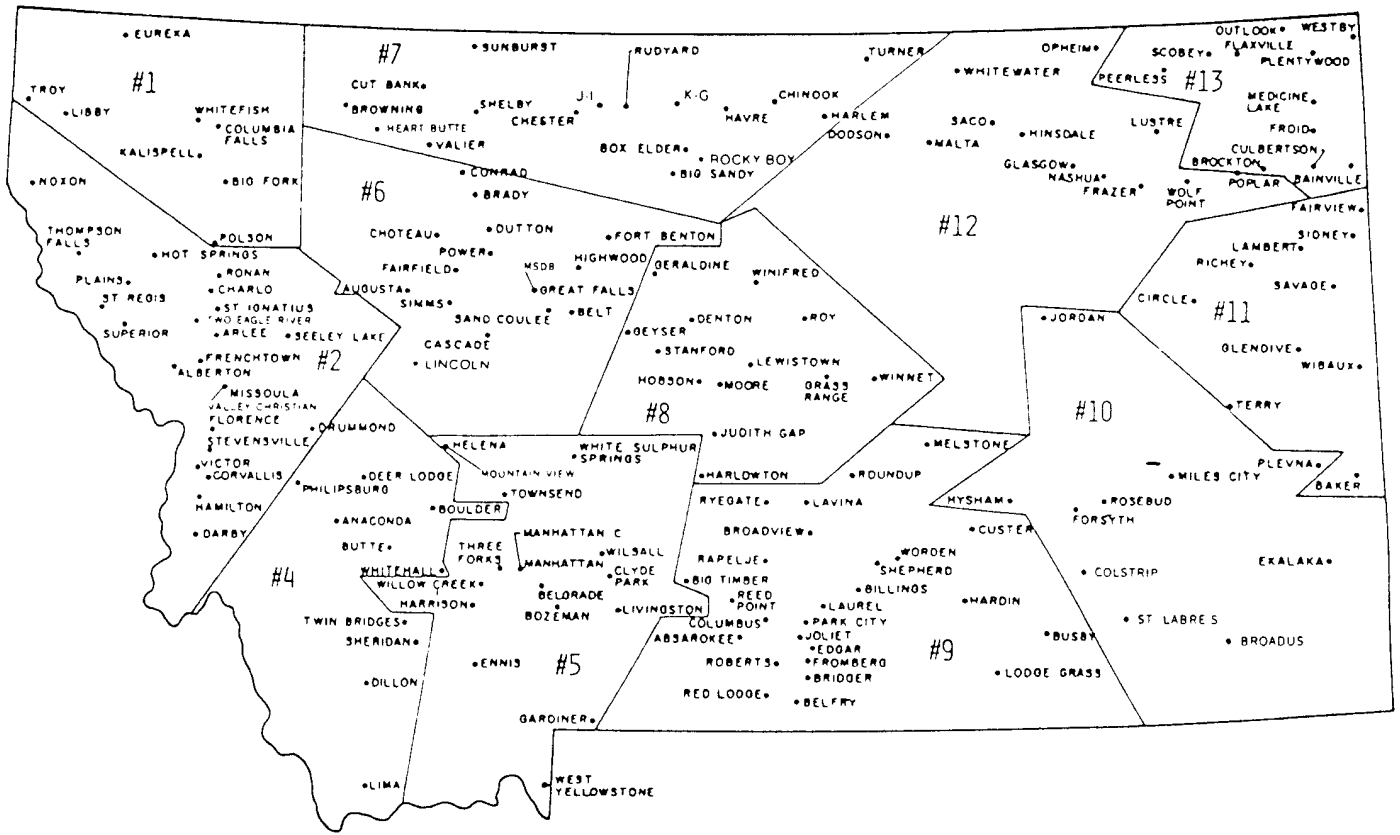 EUREKA
#1
TROY
LIBBY
WHITEFISH
COLUMBIA
FALLS
KALISPELL
BIG FORK
POLSON
#7
SUNBURST
RUDYARD
TURNER
CUT BANK
BROWNING
SHELBY
J-I
CHESTER
K-G
HAVRE
CHINOOK
HARLEM
HEART BUTTE
VALIER
BOX ELDER
ROCKY BOY
BIG SANDY
OPHEIM
WHITEWATER
DODSON
SACO
MALTA
HINSDALE
LUSTRE
GLASGOW
NASHUA
FRAZER
WOLF
POINT
POPLAR
#12
OUTLOOK
WESTBY
SCOBEY
FLAXVILLE
PLENTYWOOD
PEERLESS
#13
MEDICINE
LAKE
FROID
CULBERTSON
BROCKTON
BAINVILLE
NOXON
THOMPSON
FALLS
HOT SPRINGS
RONAN
PLAINS
CHARLO
ST REGIS
ST IGNATIUS
TWO EAGLE RIVER
SUPERIOR
ARLEE
SEELEY LAKE
#2
FRENCHTOWN
ALBERTON
MISSOULA
VALLEY CHRISTIAN
FLORENCE
STEVENSVILLE
VICTOR
CORVALLIS
HAMILTON
DARBY
DRUMMOND
#6
CONRAD
BRADY
CHOTEAU
DUTTON
FORT BENTON
POWER
FAIRFIELD
MSDB
HIGHWOOD
AUGUSTA
GREAT FALLS
SIMMS
SAND COULEE
BELT
CASCADE
LINCOLN
GERALDINE
WINIFRED
DENTON
ROY
GEYSER
STANFORD
LEWISTOWN
HOBSON
MOORE
GRASS
RANGE
WINNET
#8
JUDITH GAP
HARLOWTON
FAIRVIEW
SIDNEY
LAMBERT
RICHEY
SAVAGE
CIRCLE
#11
GLENDIVE
WIBAUX
TERRY
PLEVNA
BAKER
JORDAN
#10
MILES CITY
ROSEBUD
FORSYTH
COLSTRIP
EKALAKA
ST LABRES
BROADUS
HELENA
MOUNTAIN VIEW
WHITE SULPHUR
SPRINGS
DEER LODGE
PHILIPSBURG
TOWNSEND
BOULDER
ANACONDA
BUTTE
WHITEHALL
#4
TWIN BRIDGES
SHERIDAN
DILLON
LIMA
MANHATTAN C
THREE
FORKS
MANHATTAN
WILSALL
CLYDE
PARK
WILLOW CREEK
HARRISON
BELGRADE
BOZEMAN
LIVINGSTON
ENNIS
#5
GARDINER
WEST
YELLOWSTONE
MELSTONE
ROUNDUP
RYEGATE
LAVINA
HYSHAM
BROADVIEW
CUSTER
RAPELJE
WORDEN
SHEPHERD
BIG TIMBER
BILLINGS
REED
POINT
LAUREL
HARDIN
COLUMBUS
PARK CITY
ABSAROKEE
JOLIET
BUSBY
EDGAR
ROBERTS
FROMBERG
#9
BRIDGER
LODGE GRASS
RED LODGE
BELFRY